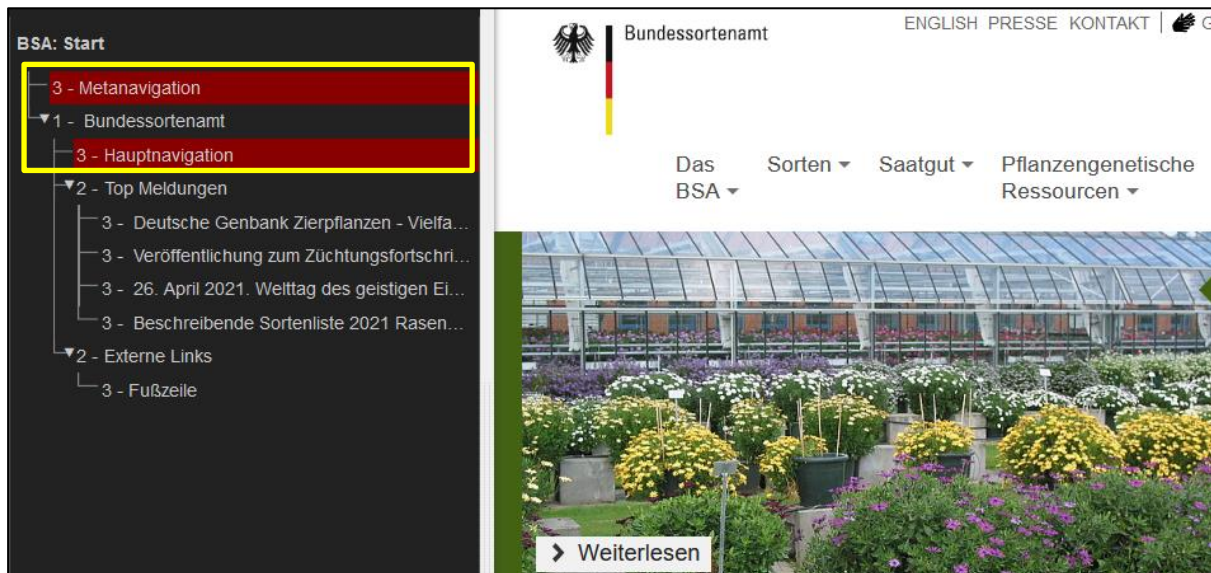 BSA: Start
3 - Metanavigation
1 - Bundessortenamt
3 - Hauptnavigation
2 - Top Meldungen
3 - Deutsche Genbank Zierpflanzen - Vielfa...
3 - Veröffentlichung zum Züchtungsfortschri...
3 - 26. April 2021. Welttag des geistigen Ei...
3 - Beschreibende Sortenliste 2021 Rasen...
2 - Externe Links
3 - Fußzeile
Bundessortenamt
ENGLISH PRESSE KONTAKT | G
Das BSA
Sorten
Saatgut
Pflanzengenetische
Ressourcen
Weiterlesen